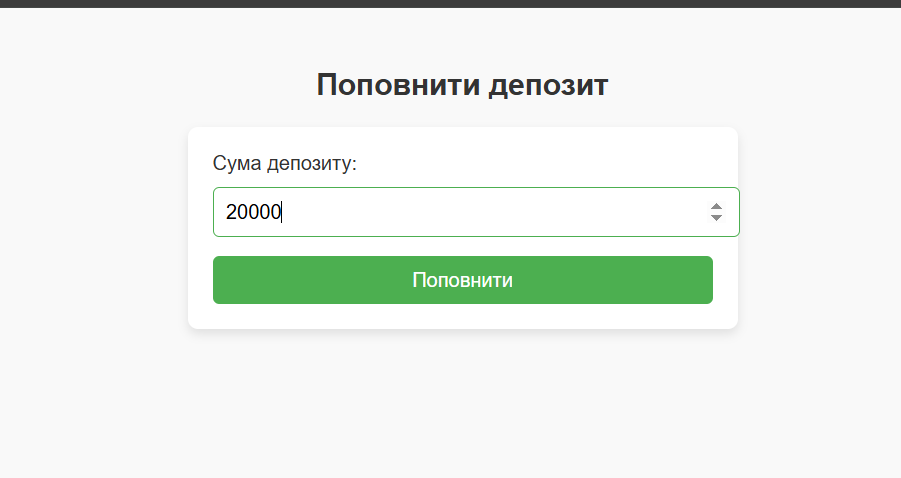 Поповнити депозит
Сума депозиту:
20000
Поповнити